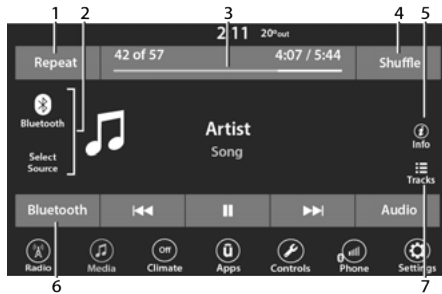 1 2 3 4 5
2:11 20°out
Repeat 42 of 57 4:07 / 5:44 Shuffle
Bluetooth
Artist
Song
Info
Select
Source
Tracks
Bluetooth Audio
Off
Radio Media Climate Apps Controls Phone Settings
6 7